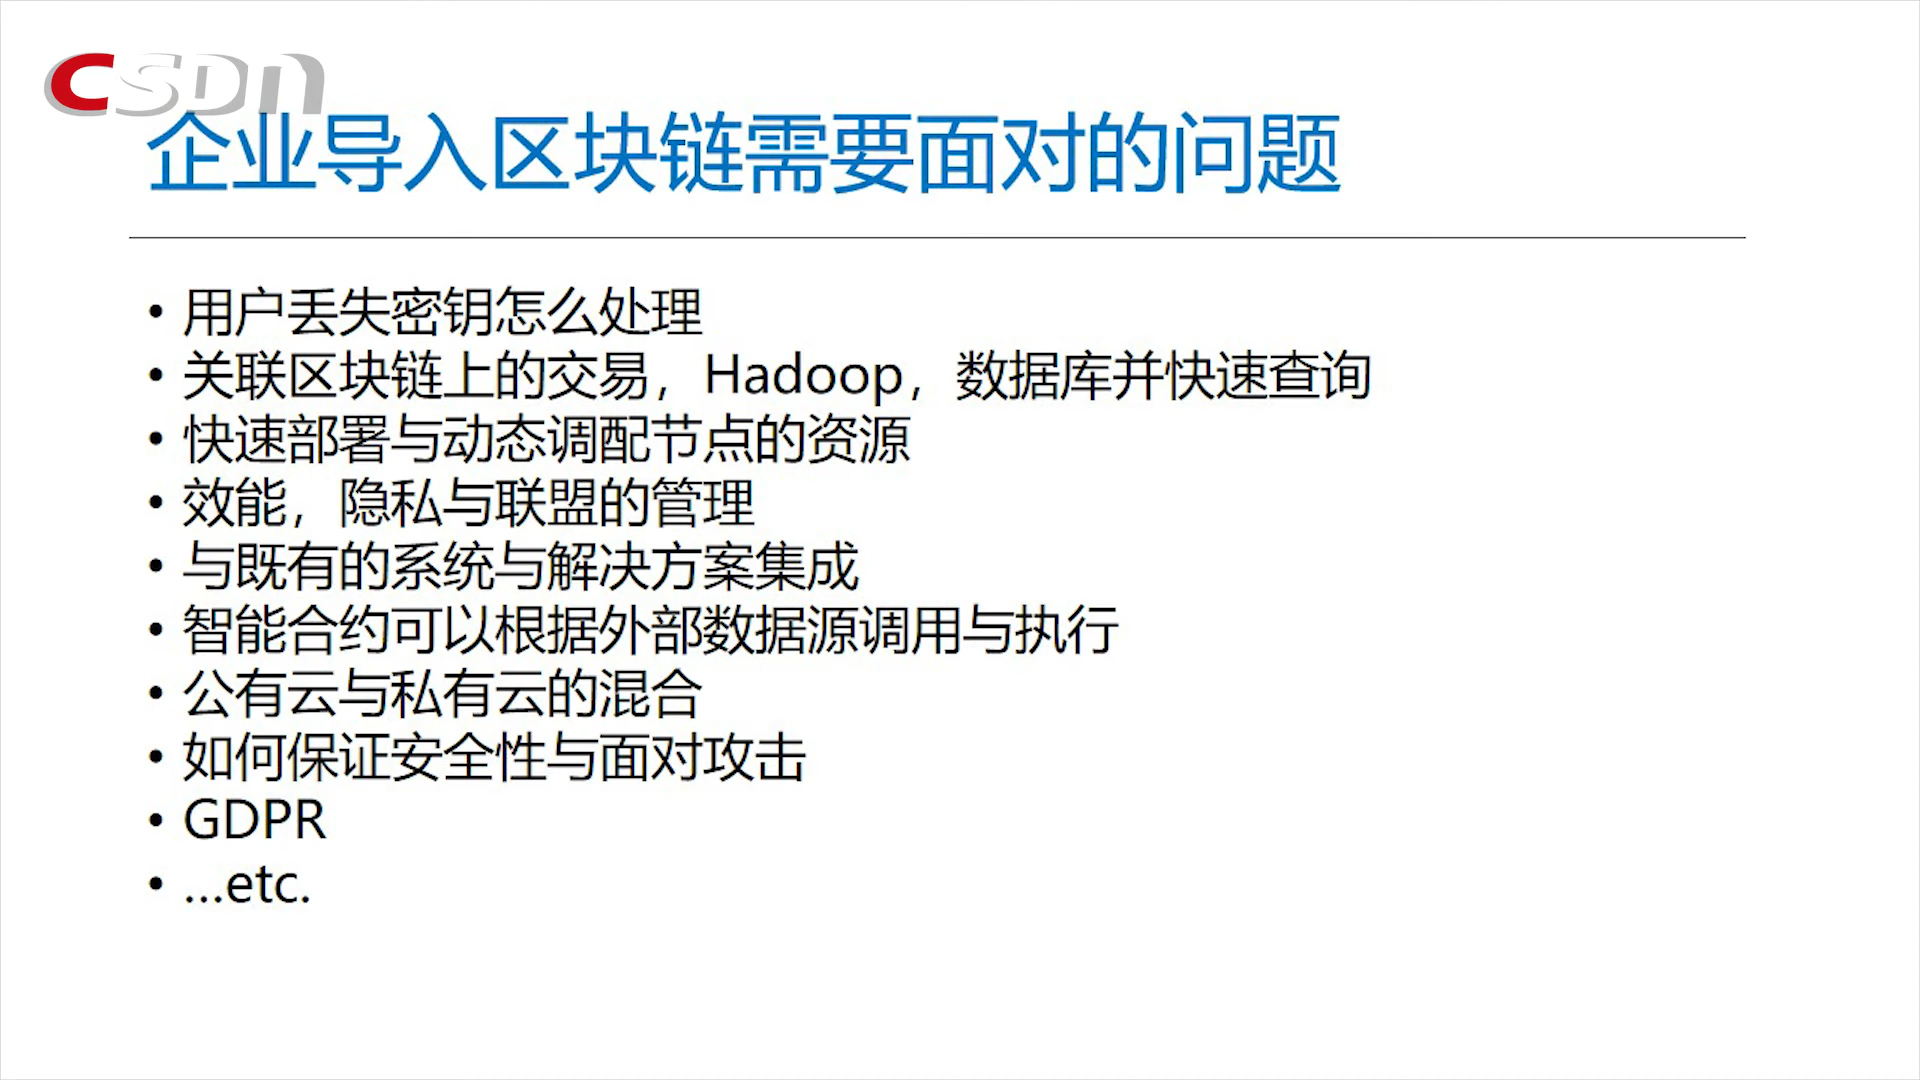 CSDN
企业导入区块链需要面对的问题
• 用户丢失密钥怎么处理
• 关联区块链上的交易，Hadoop，数据库并快速查询
• 快速部署与动态调配节点的资源
• 效能，隐私与联盟的管理
• 与既有的系统与解决方案集成
• 智能合约可以根据外部数据源调用与执行
• 公有云与私有云的混合
• 如何保证安全性与面对攻击
• GDPR
• ...etc.